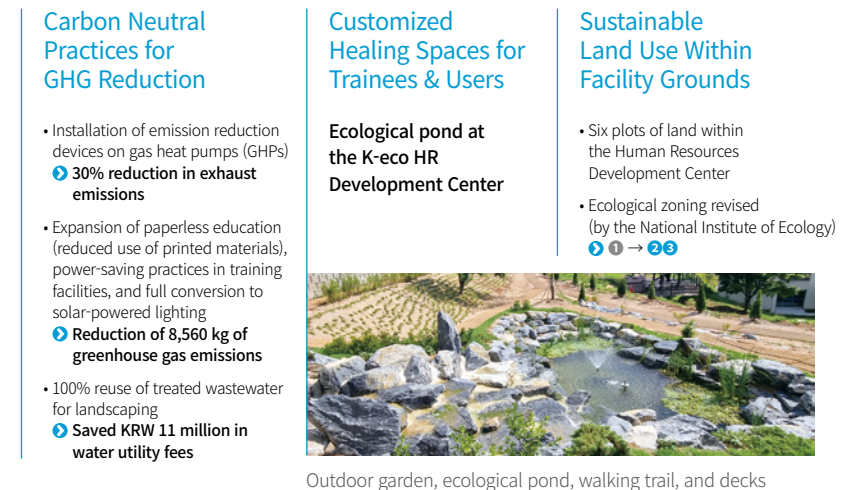 Carbon Neutral
Practices for
GHG Reduction
• Installation of emission reduction
devices on gas heat pumps (GHPs)
30% reduction in exhaust
emissions
• Expansion of paperless education
(reduced use of printed materials),
power-saving practices in training
facilities, and full conversion to
solar-powered lighting
Reduction of 8,560 kg of
greenhouse gas emissions
• 100% reuse of treated wastewater
for landscaping
Saved KRW 11 million in
water utility fees
Customized
Healing Spaces for
Trainees & Users
Ecological pond at
the K-eco HR
Development Center
Sustainable
Land Use Within
Facility Grounds
• Six plots of land within
the Human Resources
Development Center
• Ecological zoning revised
(by the National Institute of Ecology)
❶ → ❷❸
Outdoor garden, ecological pond, walking trail, and decks